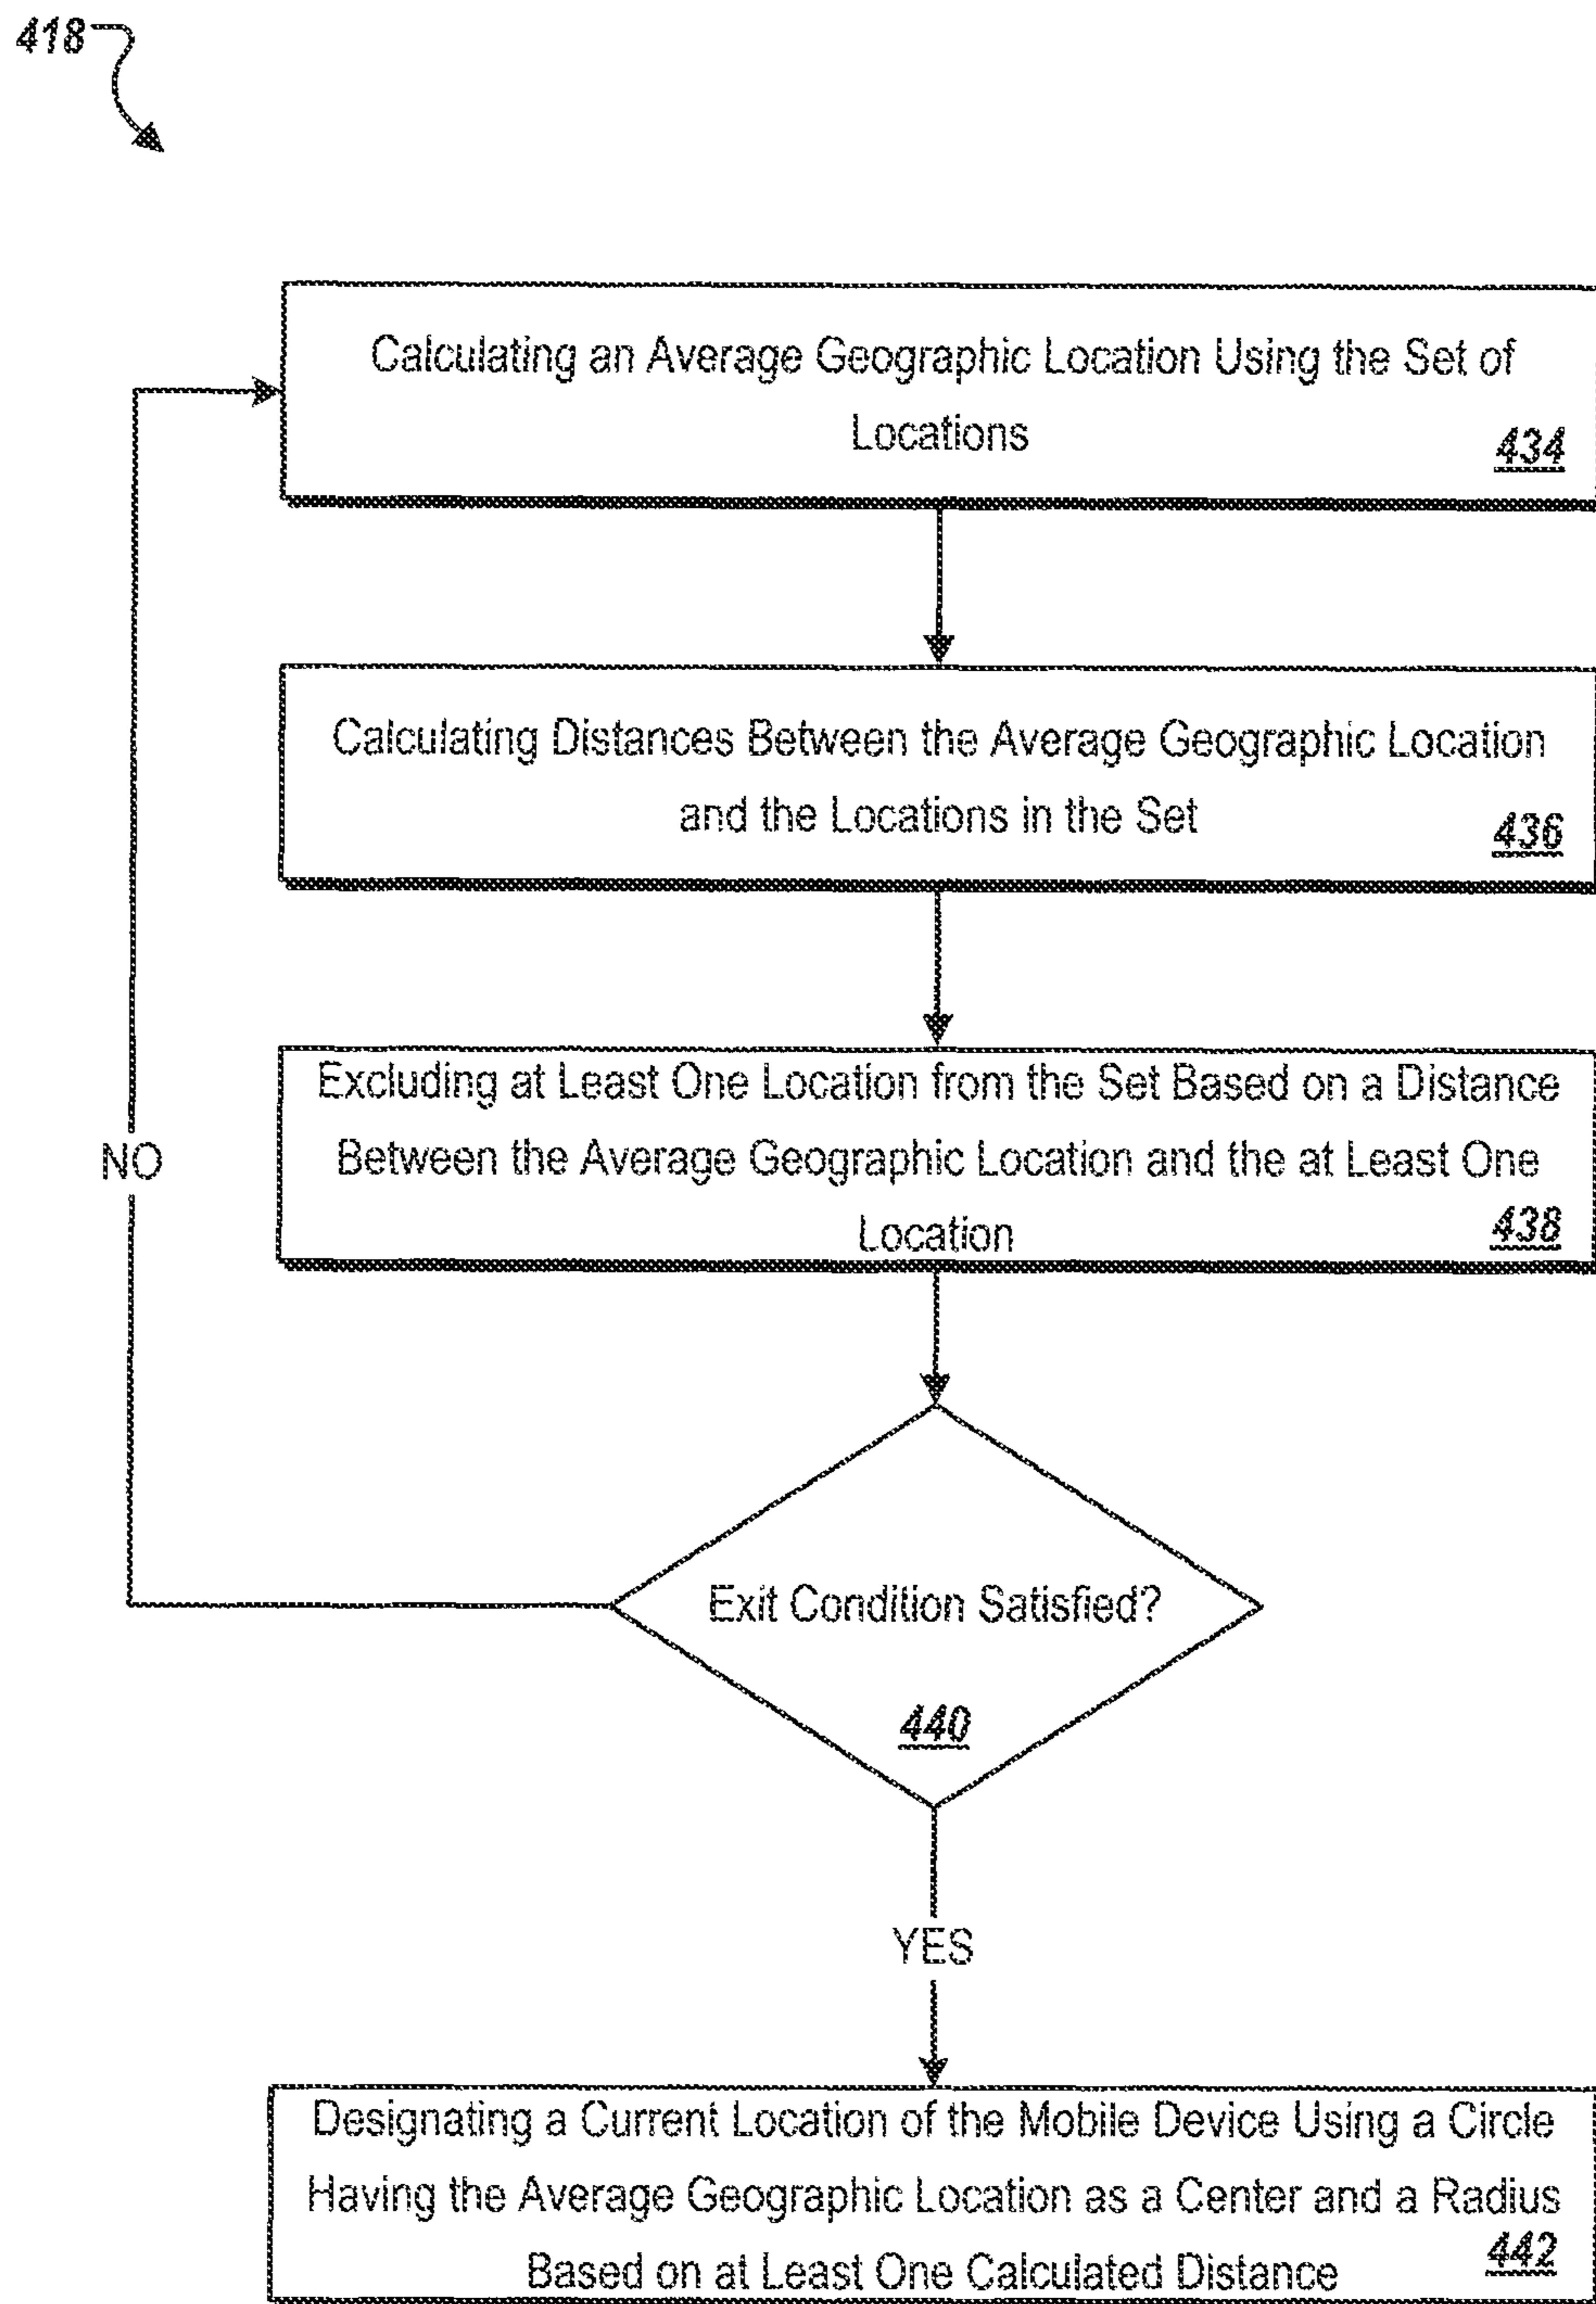 418
Calculating an Average Geographic Location Using the Set of
Locations
434
Calculating Distances Between the Average Geographic Location
and the Locations in the Set
436
Excluding at Least One Location from the Set Based on a Distance
Between the Average Geographic Location and the at Least One
Location
438
NO
Exit Condition Satisfied?
440
YES
Designating a Current Location of the Mobile Device Using a Circle
Having the Average Geographic Location as a Center and a Radius
Based on at Least One Calculated Distance
442